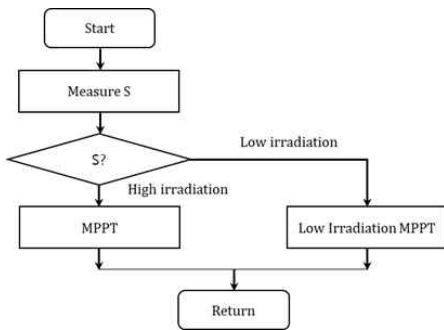 Start
Measure S
S?
Low irradiation
High irradiation
MPPT
Low Irradiation MPPT
Return